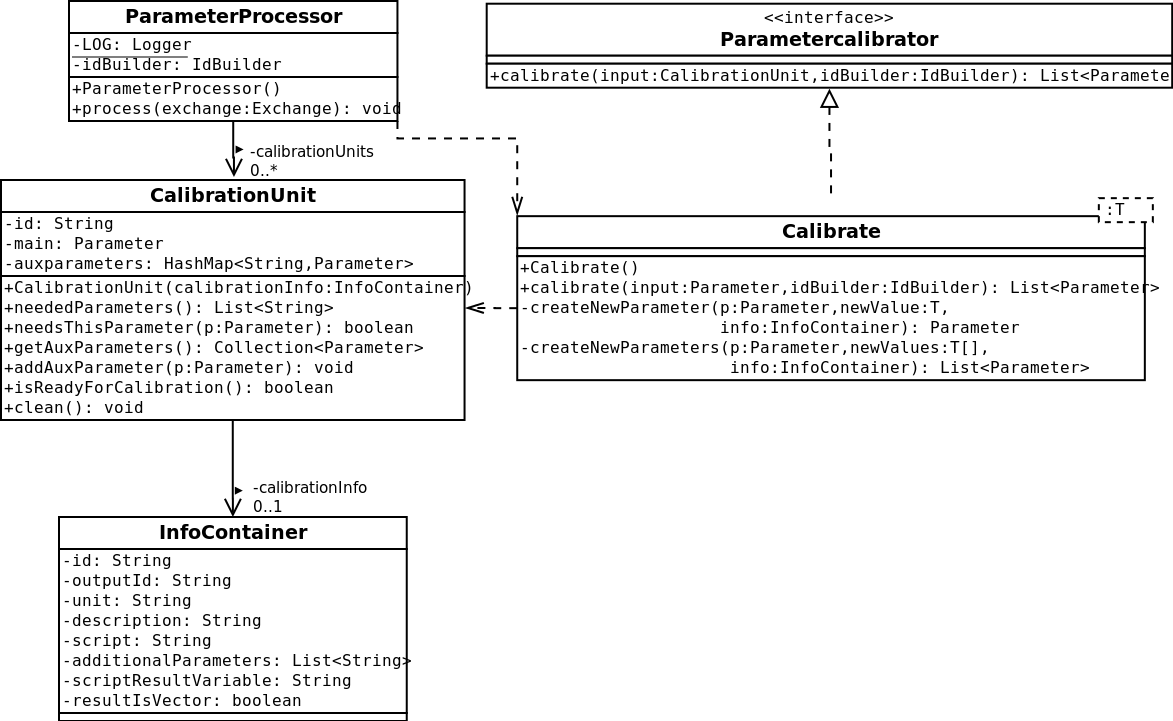 ParameterProcessor
-LOG: Logger
-idBuilder: IdBuilder
+ParameterProcessor()
+process(exchange:Exchange): void
<<interface>>
Parametercalibrator
+calibrate(input:CalibrationUnit,idBuilder:IdBuilder): List<Paramete
-calibrationUnits
0..*
CalibrationUnit
-id: String
-main: Parameter
-auxparameters: HashMap<String,Parameter>
+CalibrationUnit(calibrationInfo:InfoContainer)
+neededParameters(): List<String>
+needsThisParameter(p:Parameter): boolean
+getAuxParameters(): Collection<Parameter>
+addAuxParameter(p:Parameter): void
+isReadyForCalibration(): boolean
+clean(): void
:T
Calibrate
+Calibrate()
+calibrate(input:Parameter,idBuilder:IdBuilder): List<Parameter>
-createNewParameter(p:Parameter,newValue:T,
info:InfoContainer): Parameter
-createNewParameters(p:Parameter,newValues:T[],
info:InfoContainer): List<Parameter>
-calibrationInfo
0..1
InfoContainer
-id: String
-outputId: String
-unit: String
-description: String
-script: String
-additionalParameters: List<String>
-scriptResultVariable: String
-resultIsVector: boolean